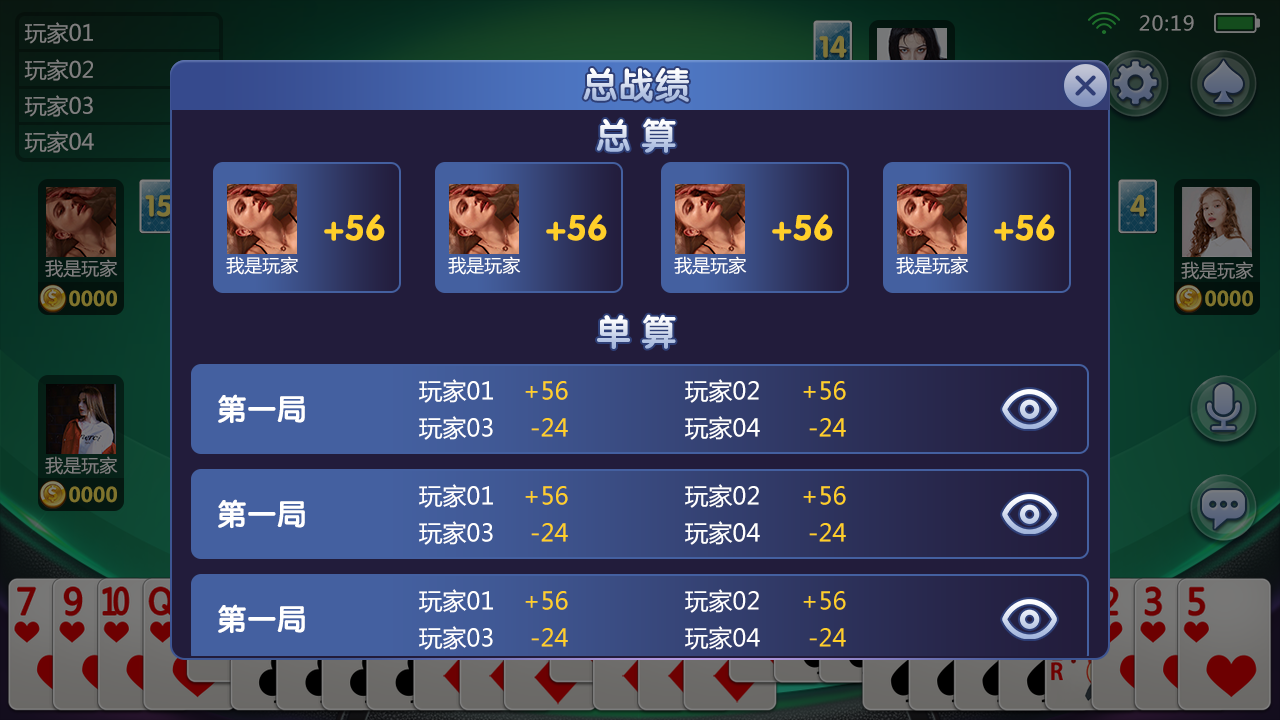 玩家01
玩家02
玩家03
玩家04
14
20:19
总战绩
总 算
+56
我是玩家
+56
我是玩家
+56
我是玩家
+56
我是玩家
15
我是玩家
0000
4
我是玩家
0000
单 算
第一局
玩家01 +56 玩家02 +56
玩家03 -24 玩家04 -24
我是玩家
0000
第一局
玩家01 +56 玩家02 +56
玩家03 -24 玩家04 -24
第一局
玩家01 +56 玩家02 +56
玩家03 -24 玩家04 -24
7 9 10 Q 2 3 5
R